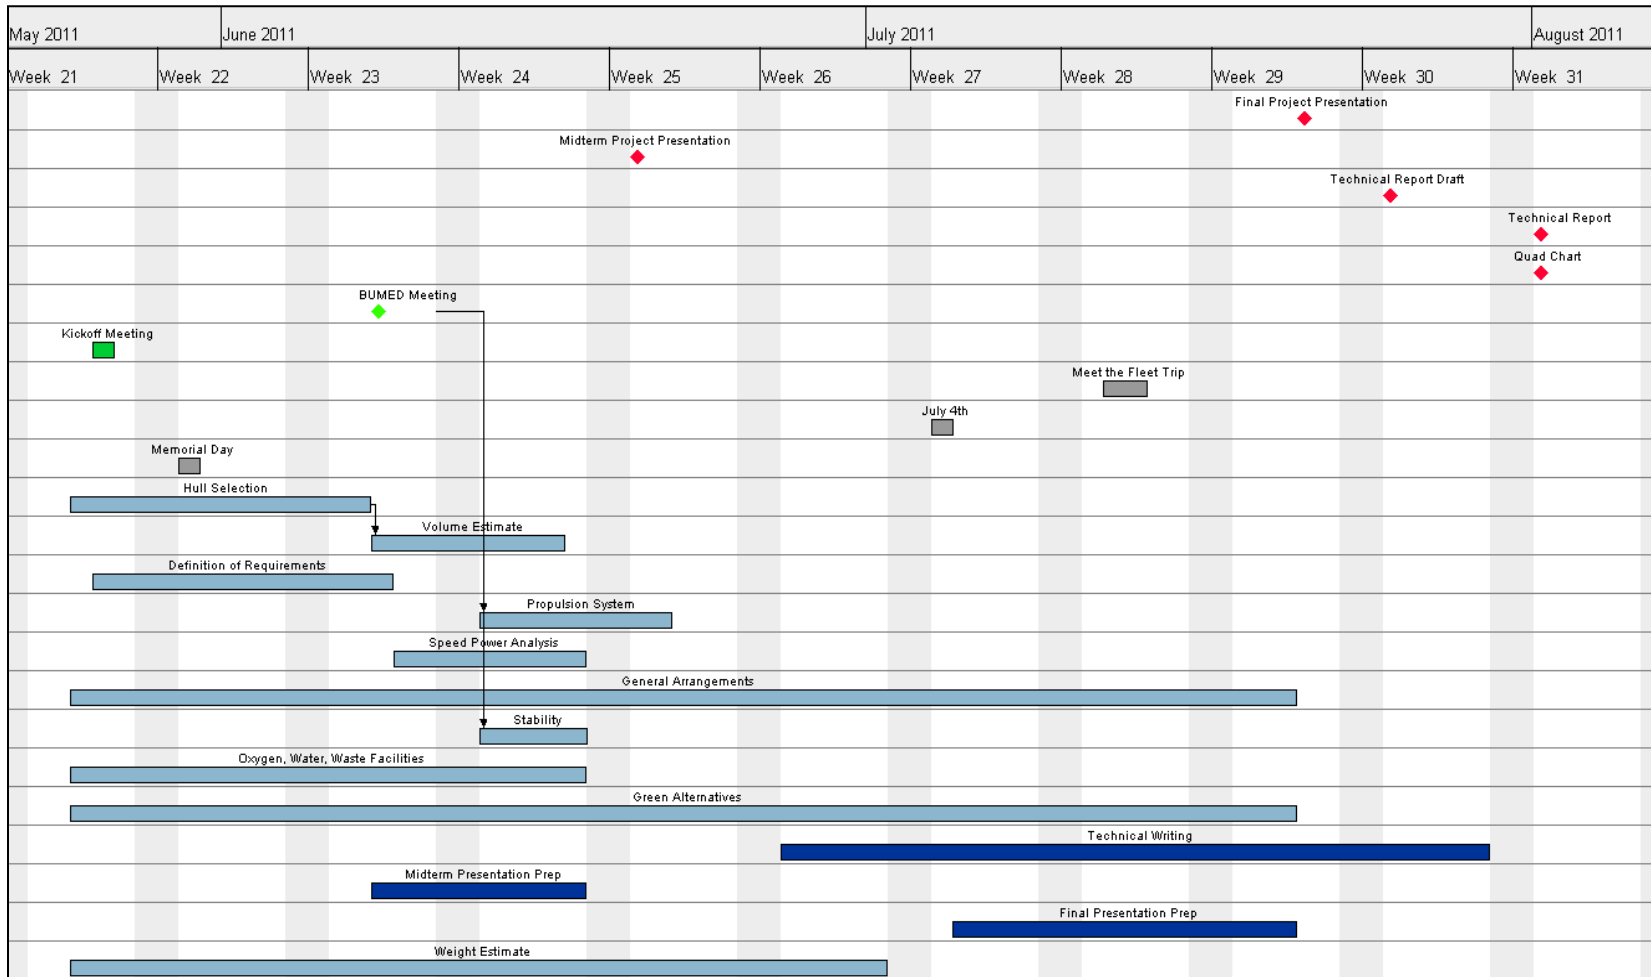 May 2011 June 2011 July 2011 August 2011
Week 21 Week 22 Week 23 Week 24 Week 25 Week 26 Week 27 Week 28 Week 29 Week 30 Week 31
Final Project Presentation
Midterm Project Presentation
Technical Report Draft
Technical Report
Quad Chart
BUMED Meeting
Kickoff Meeting
Meet the Fleet Trip
July 4th
Memorial Day
Hull Selection
Volume Estimate
Definition of Requirements
Propulsion System
Speed Power Analysis
General Arrangements
Stability
Oxygen, Water, Waste Facilities
Green Alternatives
Technical Writing
Midterm Presentation Prep
Final Presentation Prep
Weight Estimate